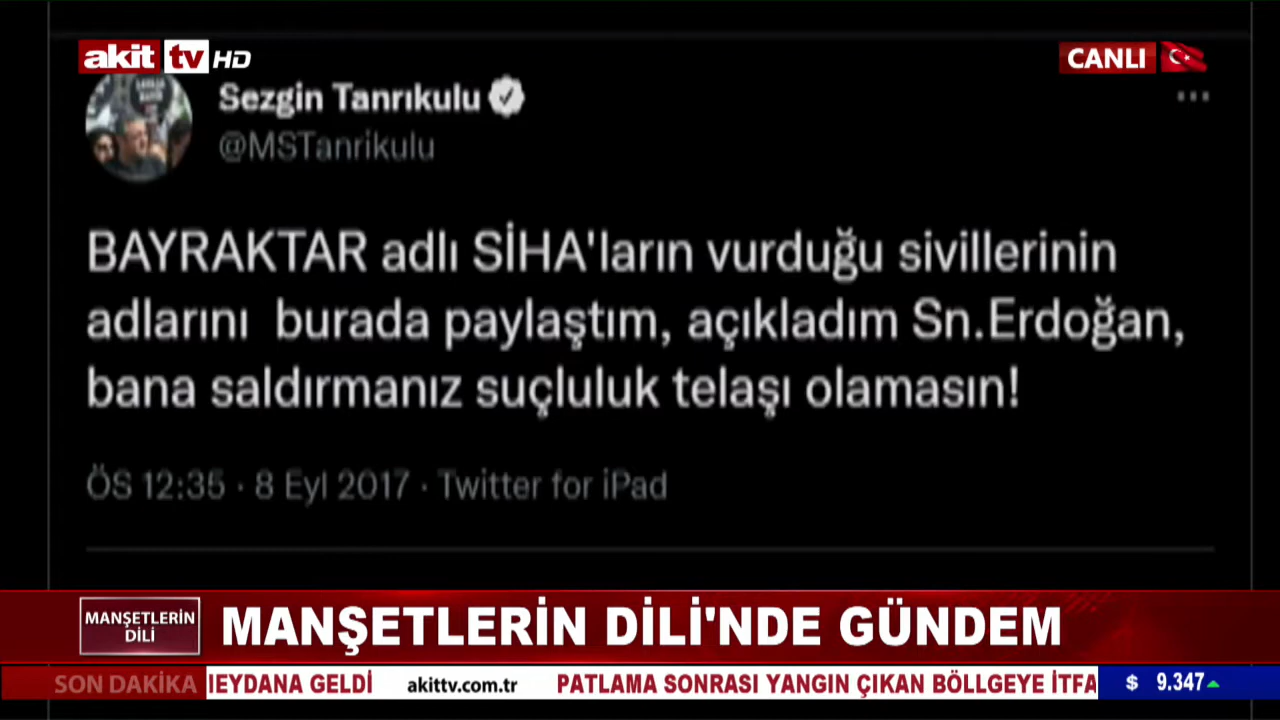 akit tv HD
CANLI
Sezgin Tanrıkulu
@MSTanrikulu
BAYRAKTAR adlı SİHA'ların vurduğu sivillerinin
adlarını burada paylaştım, açıkladım Sn.Erdoğan,
bana saldırmanız suçluluk telaşı olamasın!
ÖS 12:35 · 8 Eyl 2017 · Twitter for iPad
MANŞETLERİN
DİLİ
MANŞETLERİN DİLİ'NDE GÜNDEM
SON DAKİKA IEYDANA GELDİ akittv.com.tr PATLAMA SONRASI YANGIN ÇIKAN BÖLLGEYE İTFA $ 9.347